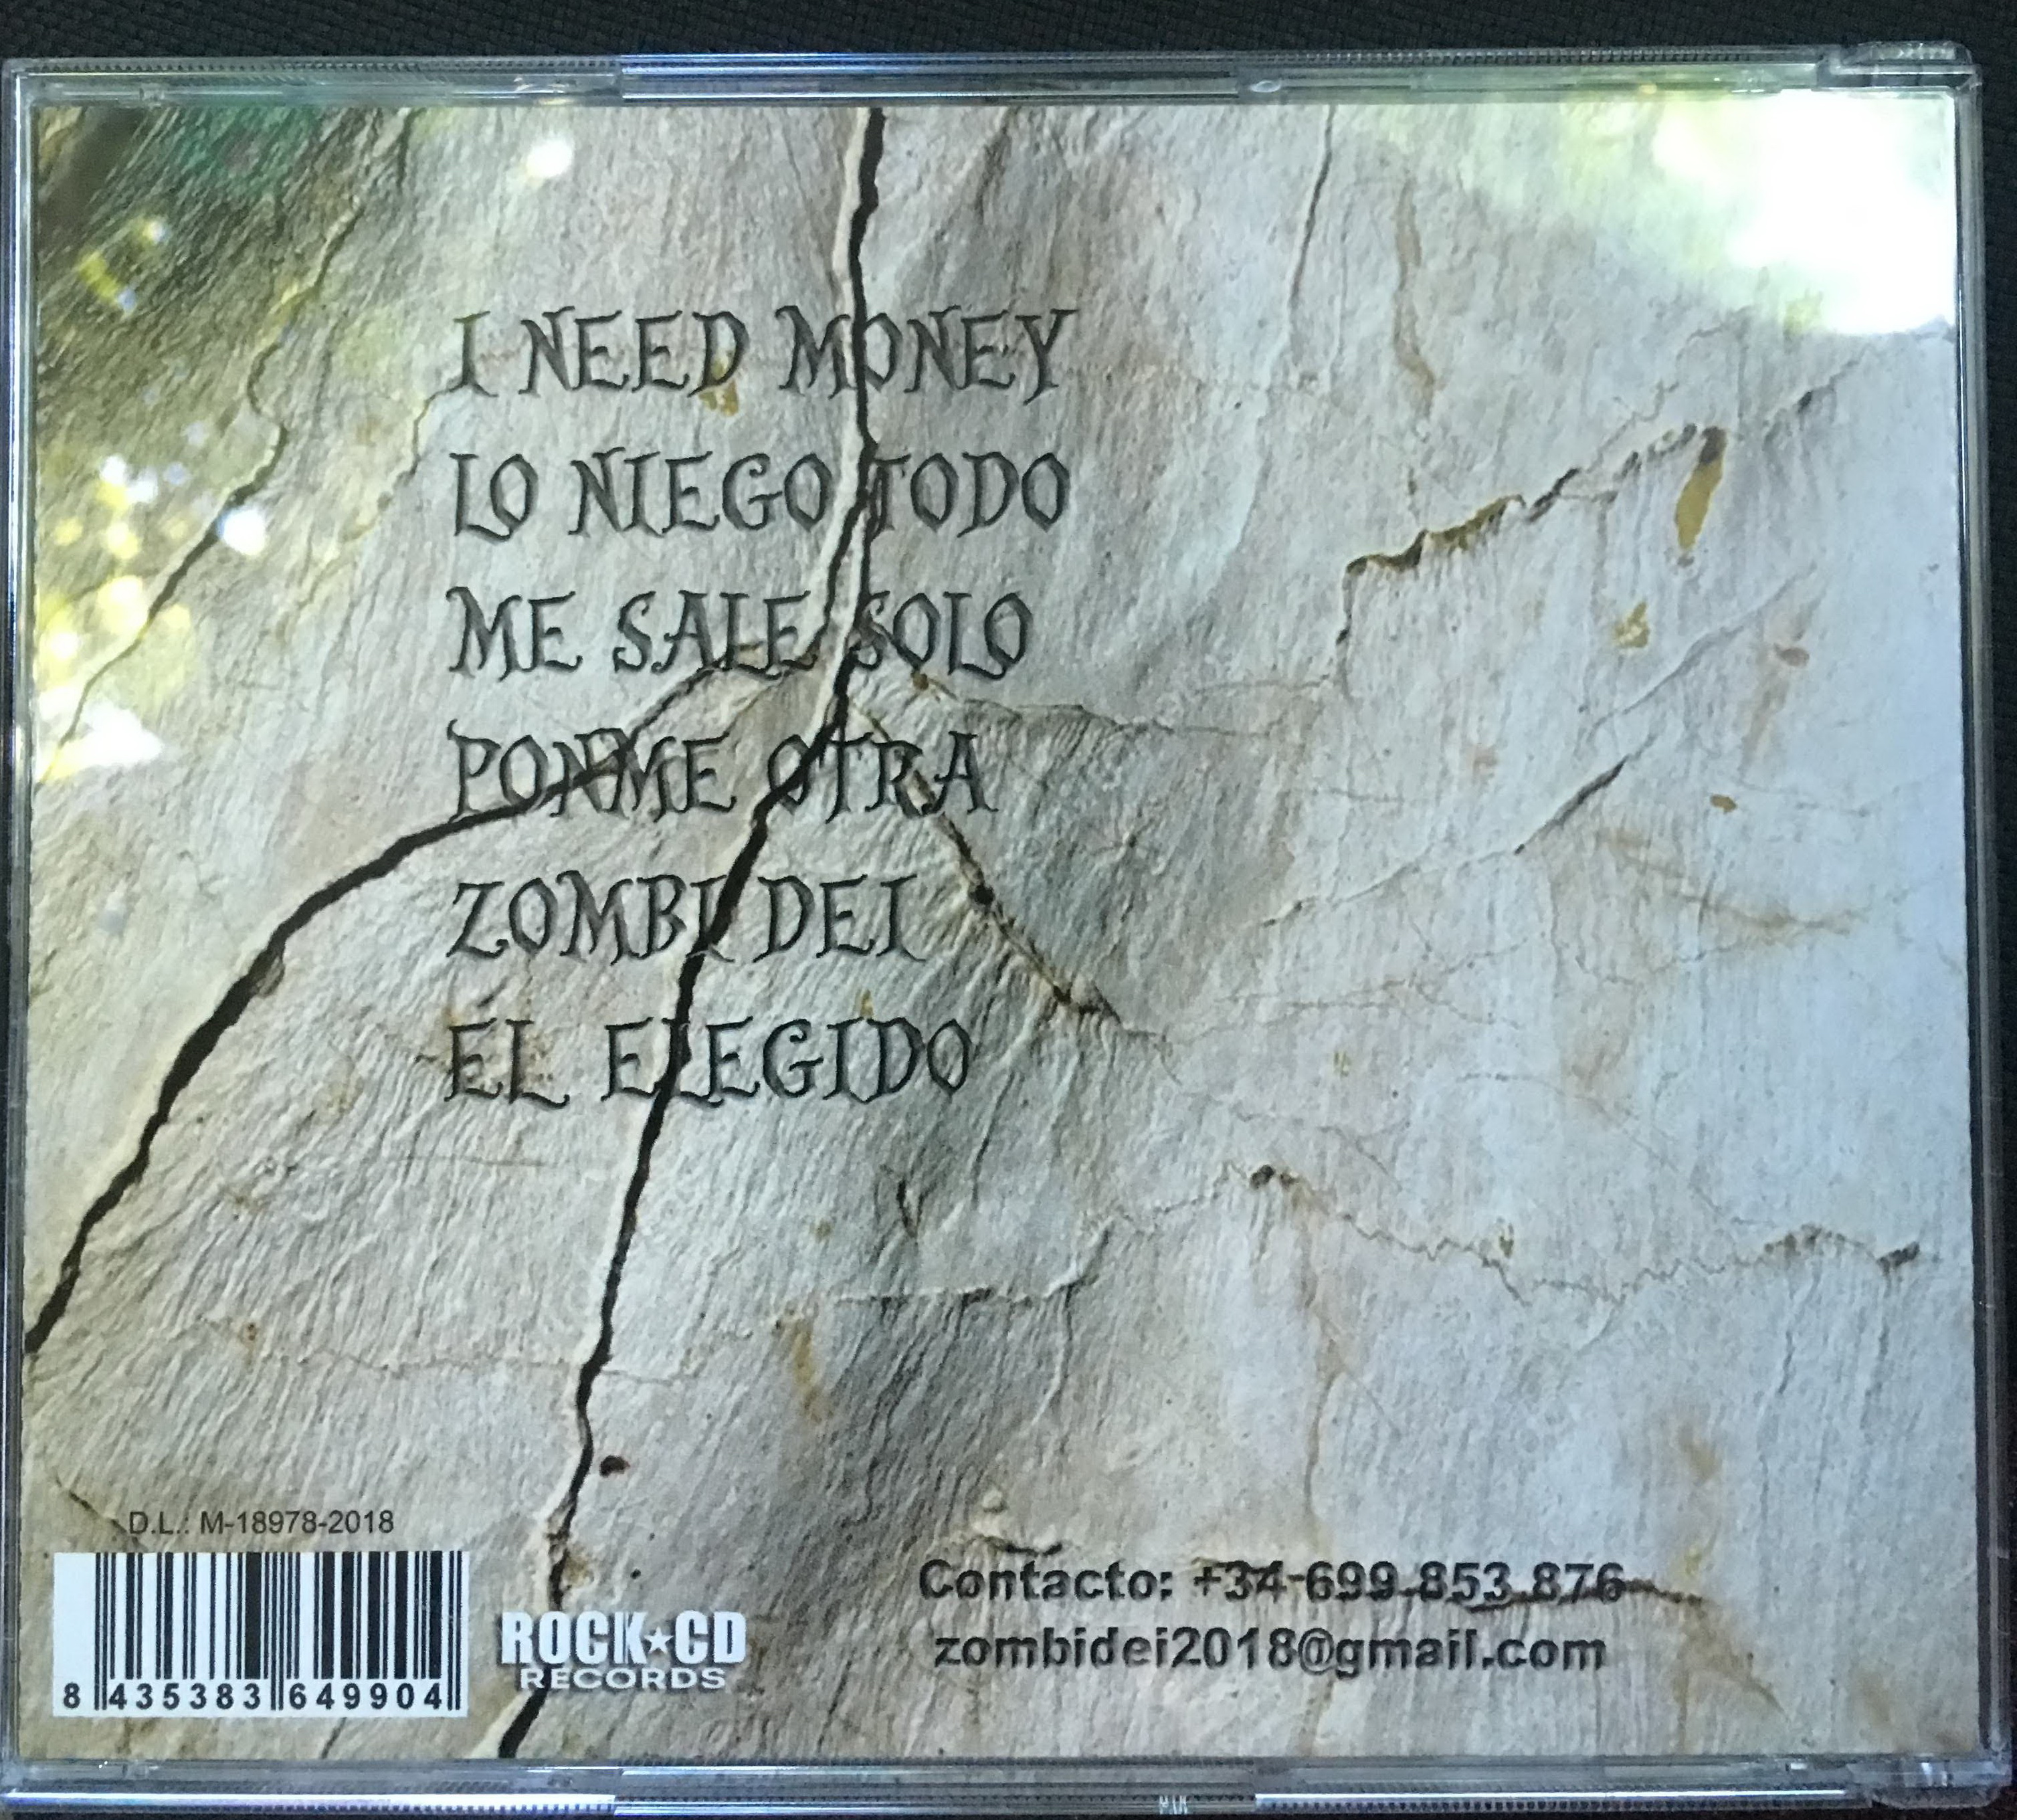 I NEED MONEY
LO NIEGO TODO
ME SALE SOLO
PONME OTRA
ZOMBI DEI
ÉL ELEGIDO
D.L.: M-18978-2018
8 435383 649904
ROCK★CD
RECORDS
Contacto: +34 699 853 876
zombidei2018@gmail.com